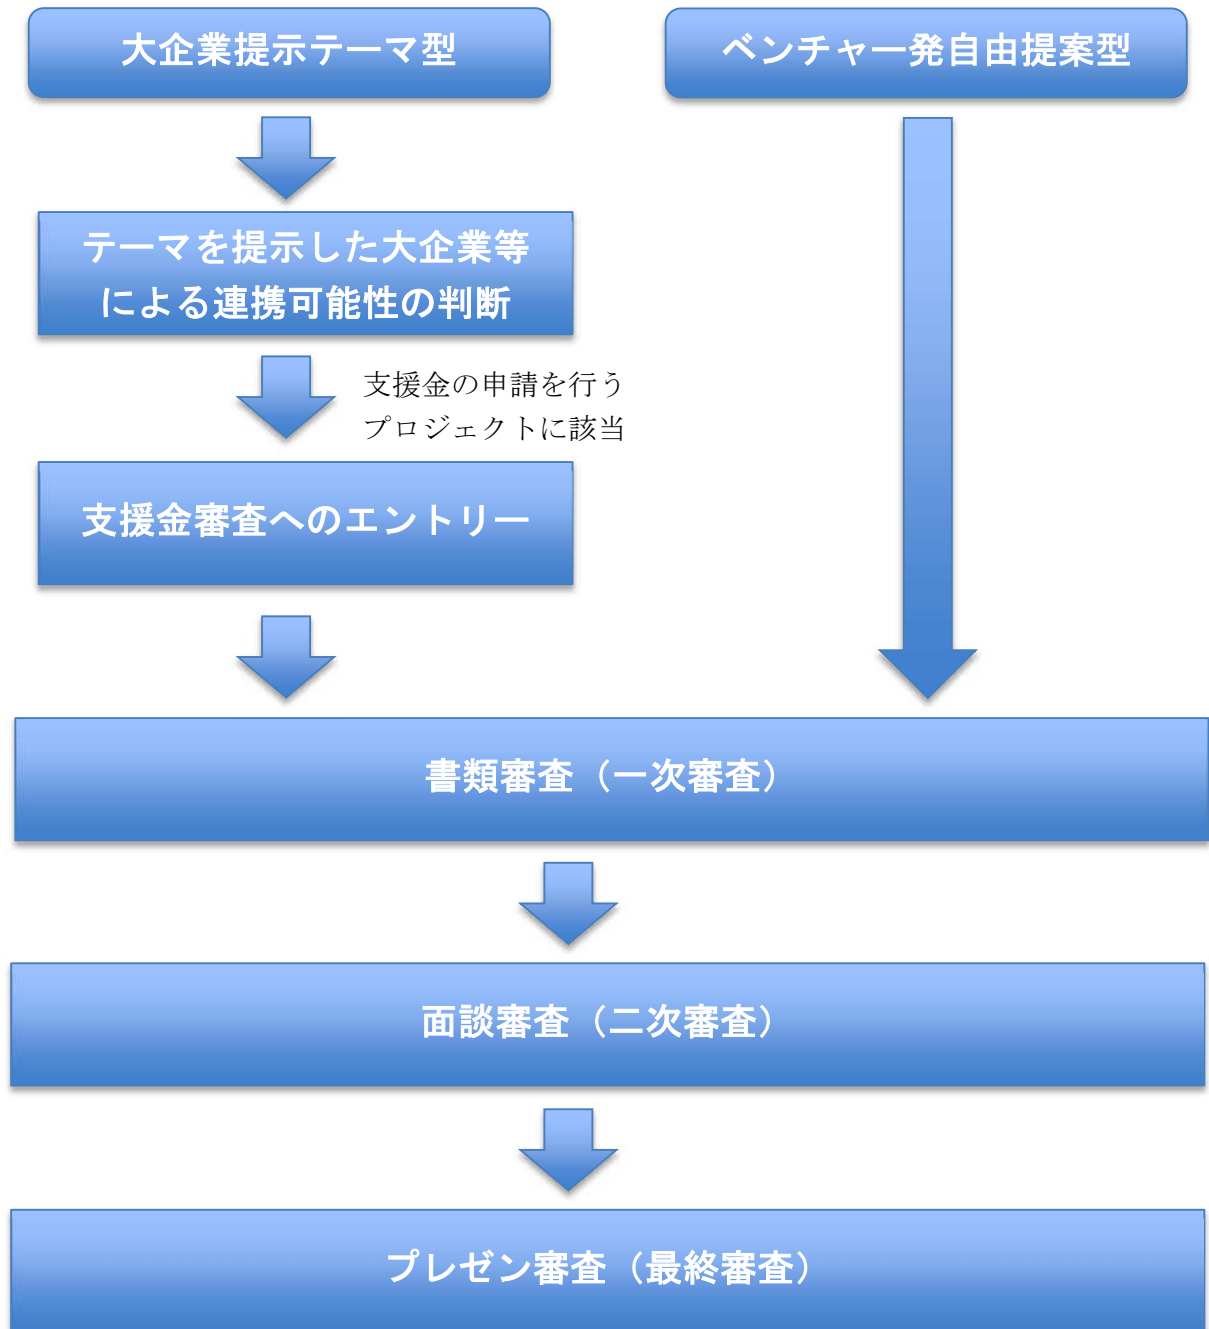 大企業提示テーマ型
ベンチャー発自由提案型
テーマを提示した大企業等
による連携可能性の判断
支援金の申請を行う
プロジェクトに該当
支援金審査へのエントリー
書類審査（一次審査）
面談審査（二次審査）
プレゼン審査（最終審査）